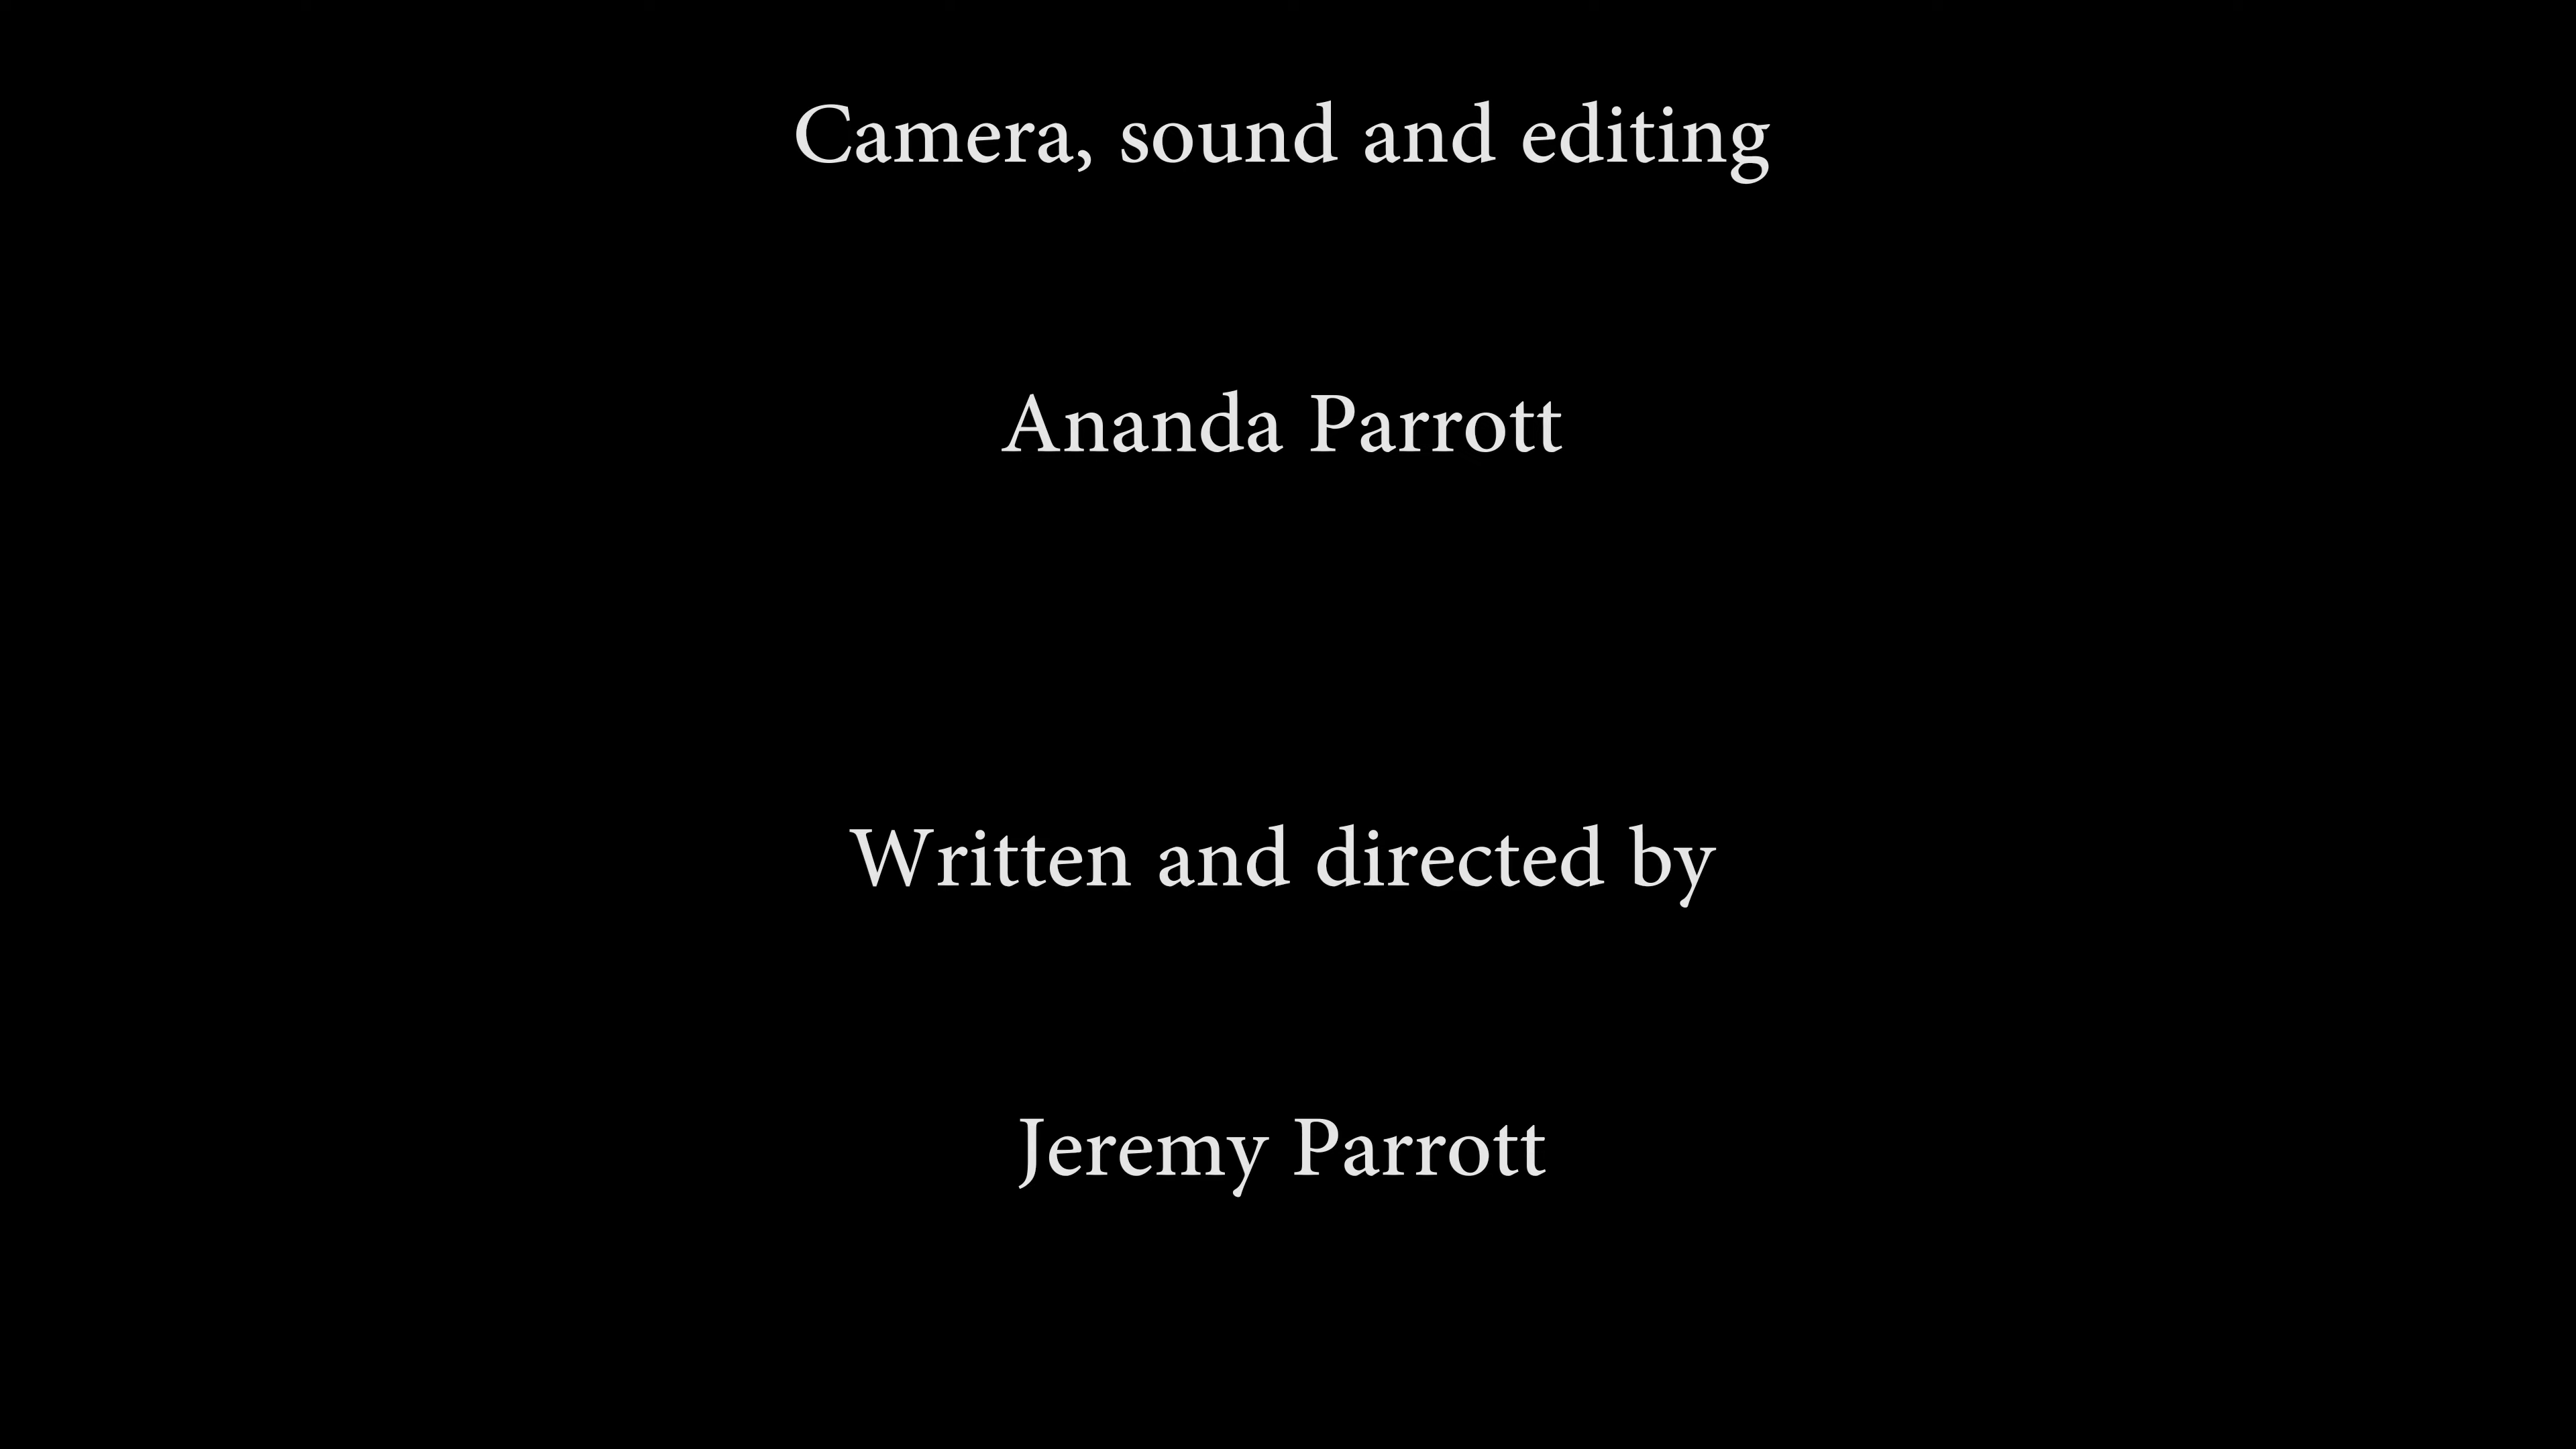 Camera, sound and editing
Ananda Parrott
Written and directed by
Jeremy Parrott